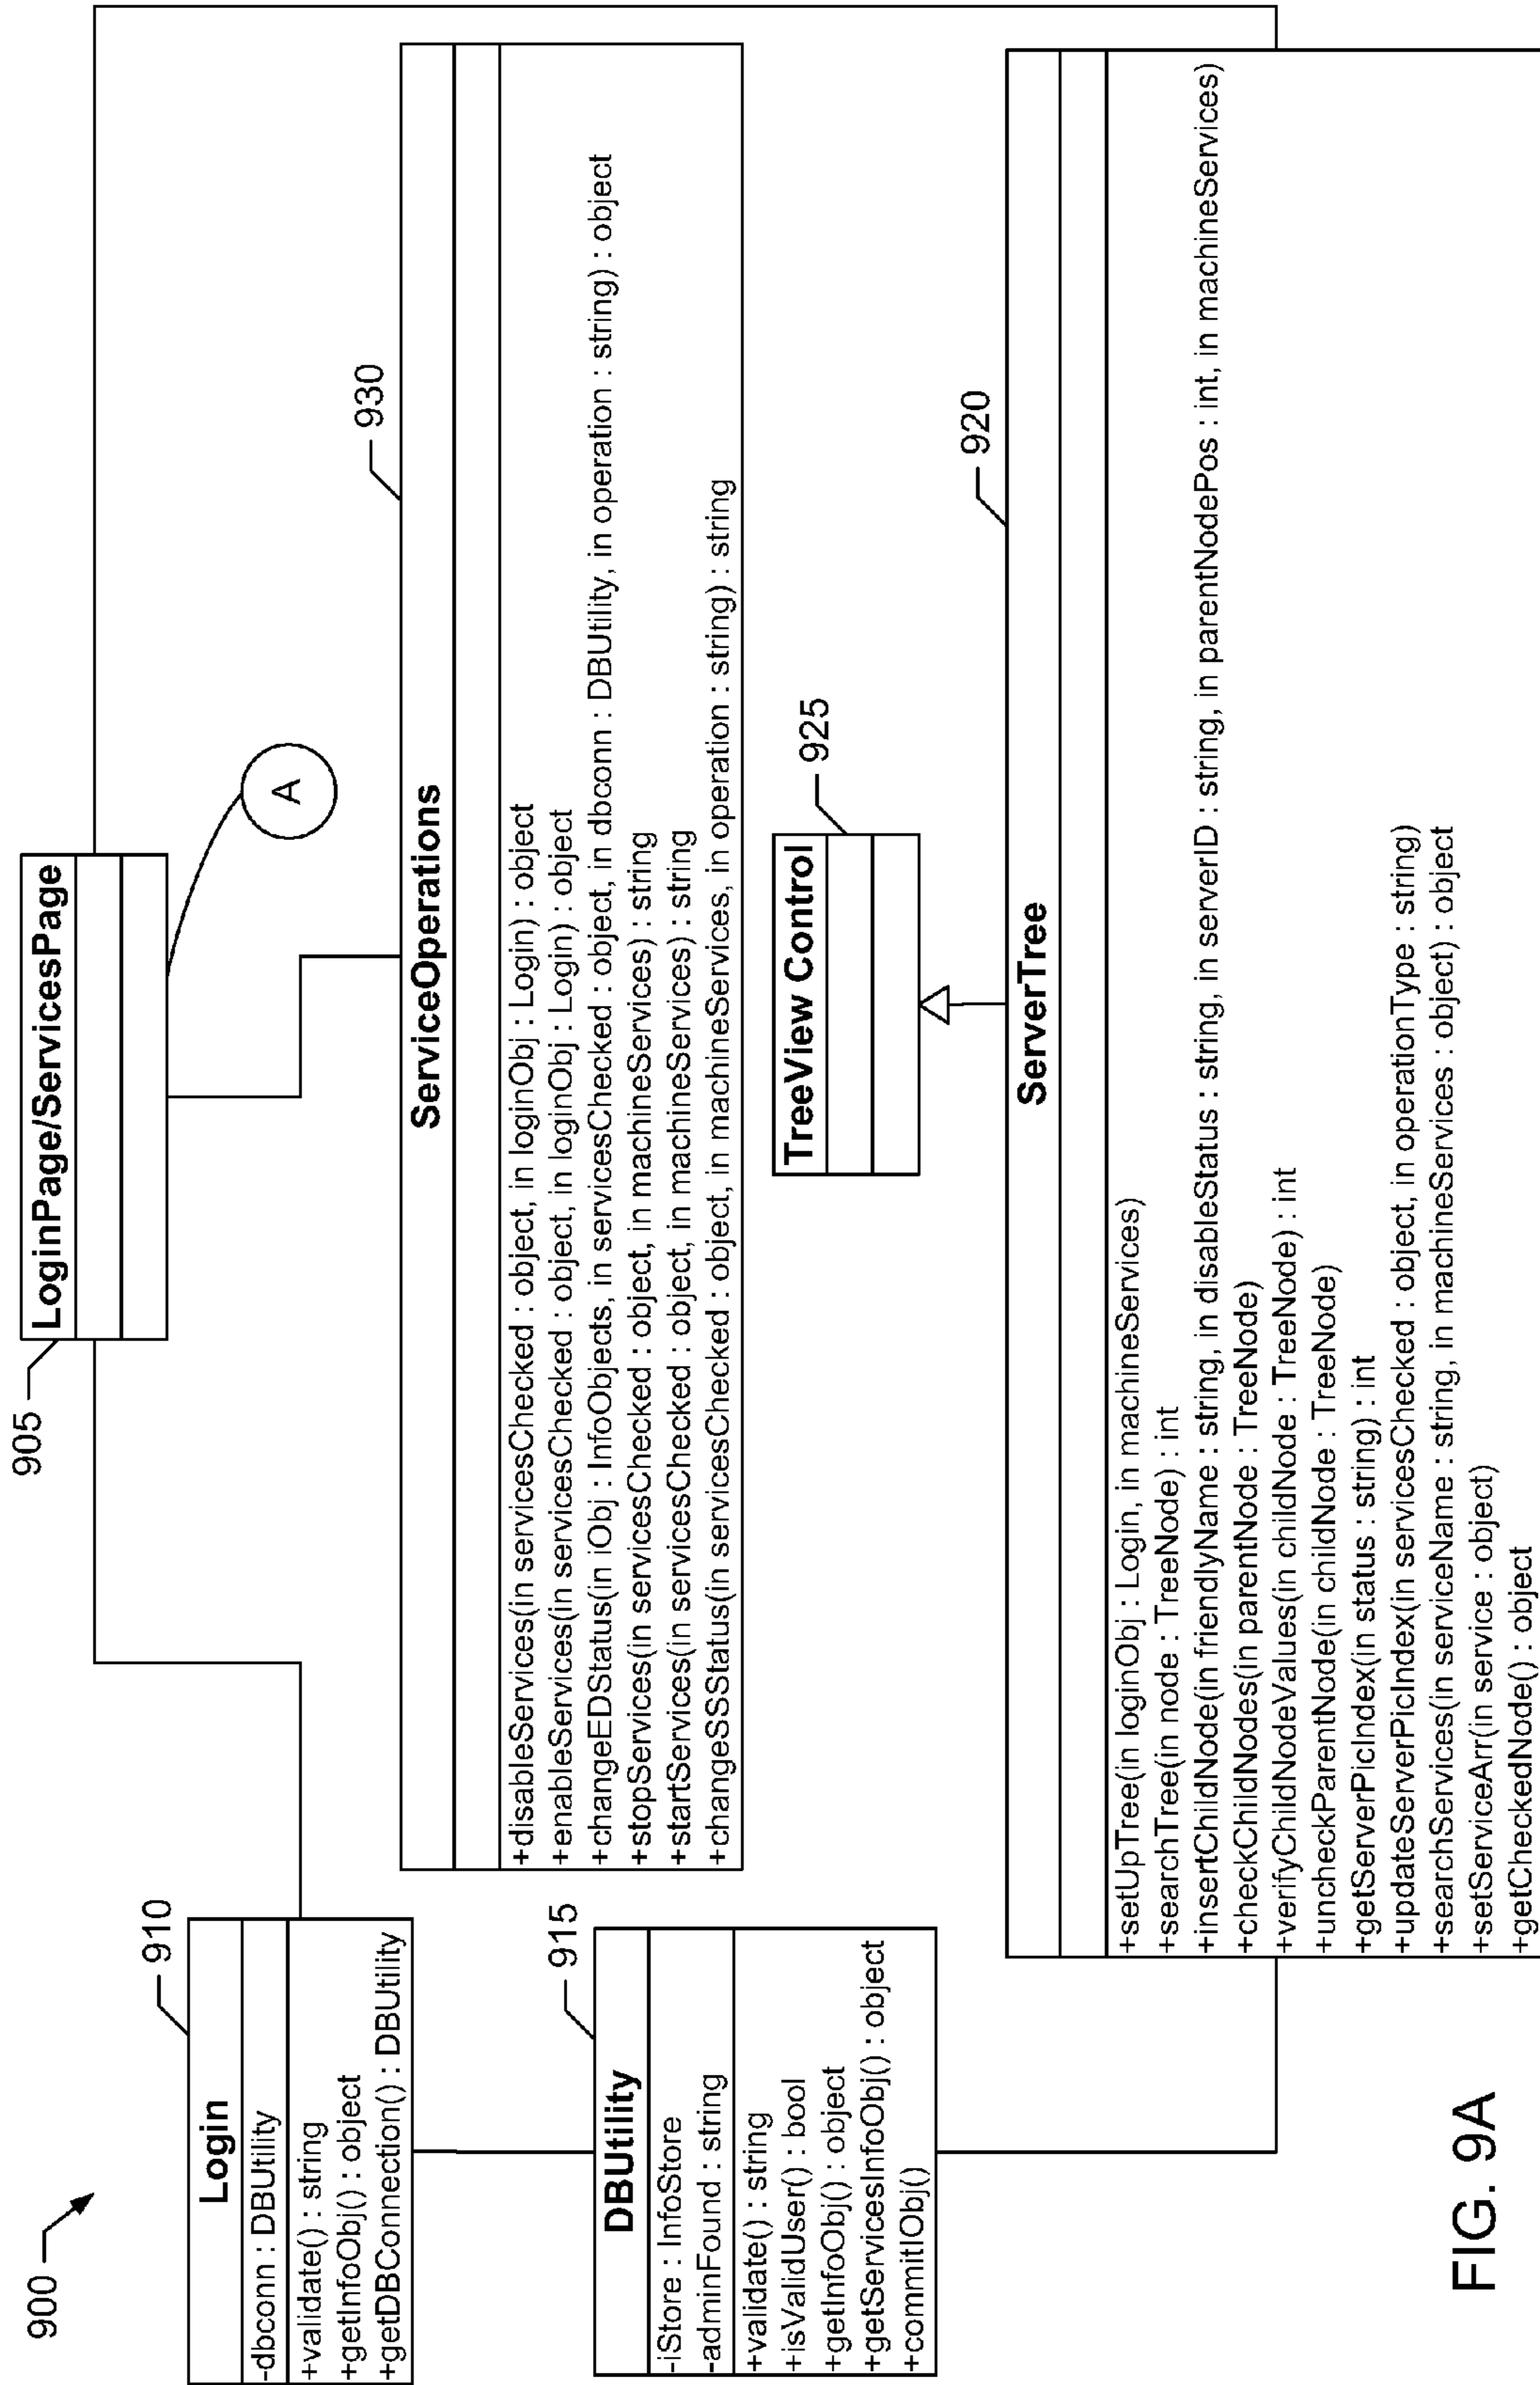 900
905
LoginPage/ServicesPage
A
910
Login
-dbconn : DBUtility
+validate() : string
+getInfoObj() : object
+getDBConnection() : DBUtility
930
ServiceOperations
+disableServices(in servicesChecked : object, in loginObj : Login) : object
+enableServices(in servicesChecked : object, in loginObj : Login) : object
+changeEDStatus(in iObj : InfoObjects, in servicesChecked : object, in dbconn : DBUtility, in operation : string) : object
+stopServices(in servicesChecked : object, in machineServices) : string
+startServices(in servicesChecked : object, in machineServices) : string
+changeSSStatus(in servicesChecked : object, in machineServices, in operation : string) : string
915
DBUtility
-iStore : InfoStore
-adminFound : string
+validate() : string
+isValidUser() : bool
+getInfoObj() : object
+getServicesInfoObj() : object
+commitIObj()
925
TreeView Control
920
ServerTree
+setUpTree(in loginObj : Login, in machineServices)
+searchTree(in node : TreeNode) : int
+insertChildNode(in friendlyName : string, in disableStatus : string, in serverID : string, in parentNodePos : int, in machineServices)
+checkChildNodes(in parentNode : TreeNode)
+verifyChildNodeValues(in childNode : TreeNode) : int
+uncheckParentNode(in childNode : TreeNode)
+getServerPicIndex(in status : string) : int
+updateServerPicIndex(in servicesChecked : object, in operationType : string)
+searchServices(in serviceName : string, in machineServices : object) : object
+setServiceArr(in service : object)
+getCheckedNode() : object
FIG. 9A